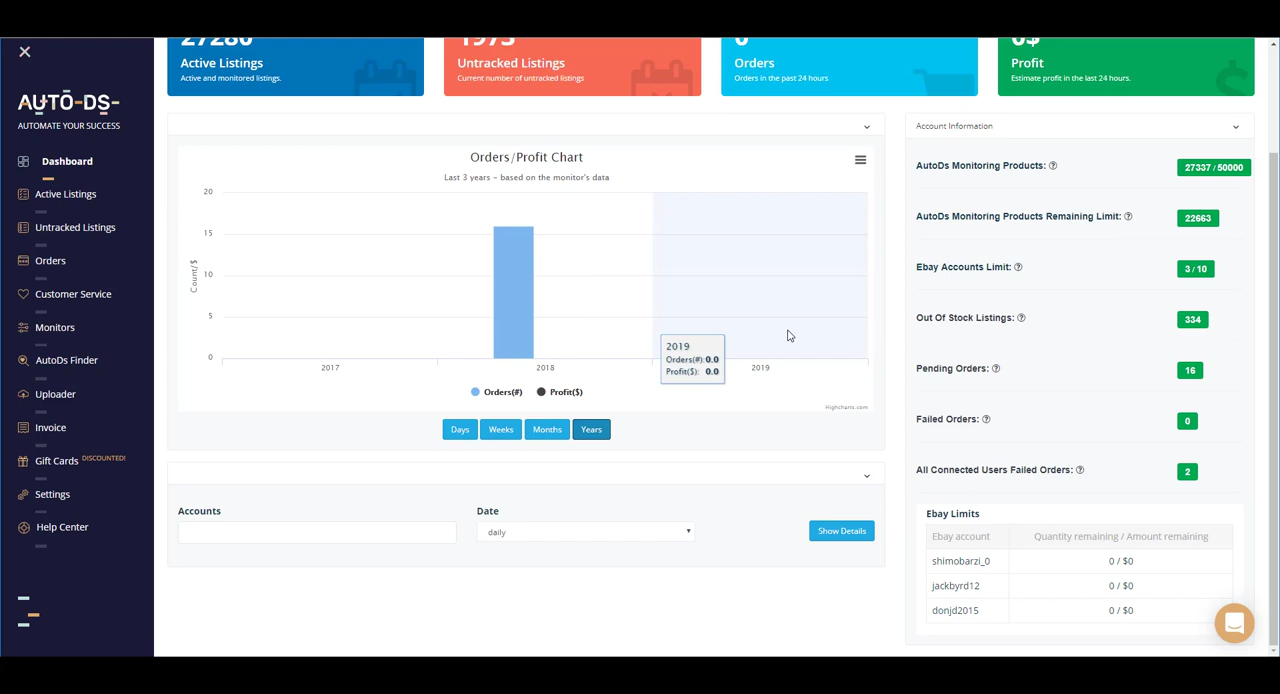 27280
Active Listings
Active and monitored listings.
1973
Untracked Listings
Current number of untracked listings
0
Orders
Orders in the past 24 hours
0$
Profit
Estimate profit in the last 24 hours.
AUTO-DS-
AUTOMATE YOUR SUCCESS
Dashboard
Active Listings
Untracked Listings
Orders
Customer Service
Monitors
AutoDs Finder
Uploader
Invoice
Gift Cards DISCOUNTED!
Settings
Help Center
Orders/Profit Chart
Last 3 years – based on the monitor's data
Count/$
20
15
10
5
0
2017
2018
2019
2019
Orders(#): 0.0
Profit($): 0.0
Orders(#) Profit($)
Highcharts.com
Days Weeks Months Years
Accounts
Date
daily
Show Details
Account Information
AutoDs Monitoring Products: 27337 / 50000
AutoDs Monitoring Products Remaining Limit: 22663
Ebay Accounts Limit: 3 / 10
Out Of Stock Listings: 334
Pending Orders: 16
Failed Orders: 0
All Connected Users Failed Orders: 2
Ebay Limits
Ebay account Quantity remaining / Amount remaining
shimobarzi_0 0 / $0
jackbyrd12 0 / $0
donjd2015 0 / $0